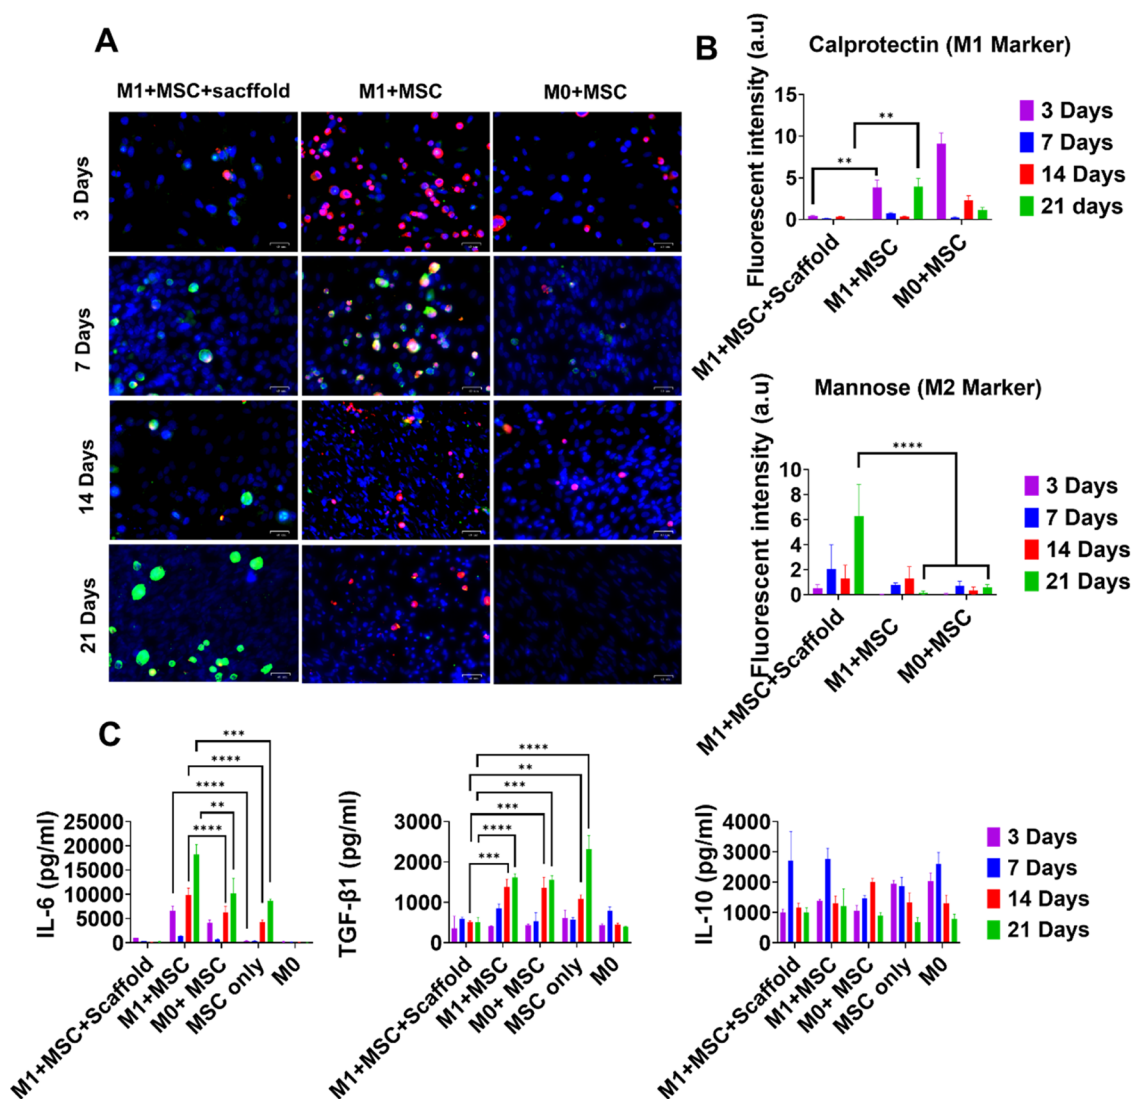 A
M1+MSC+sacffold
M1+MSC
M0+MSC
3 Days
7 Days
14 Days
21 Days
B
Calprotectin (M1 Marker)
Fluorescent intensity (a.u)
15
10
5
0
**
**
M1+MSC+Scaffold
M1+MSC
M0+MSC
3 Days
7 Days
14 Days
21 days
Mannose (M2 Marker)
Fluorescent intensity (a.u)
10
8
6
4
2
0
****
M1+MSC+Scaffold
M1+MSC
M0+MSC
3 Days
7 Days
14 Days
21 Days
C
IL-6 (pg/ml)
25000
20000
15000
10000
5000
0
***
****
****
**
****
M1+MSC+Scaffold
M1+MSC
M0+ MSC
MSC only
M0
TGF-β1 (pg/ml)
3000
2000
1000
0
****
**
***
***
****
***
M1+MSC+Scaffold
M1+MSC
M0+ MSC
MSC only
M0
IL-10 (pg/ml)
4000
3000
2000
1000
0
M1+MSC+Scaffold
M1+MSC
M0+ MSC
MSC only
M0
3 Days
7 Days
14 Days
21 Days